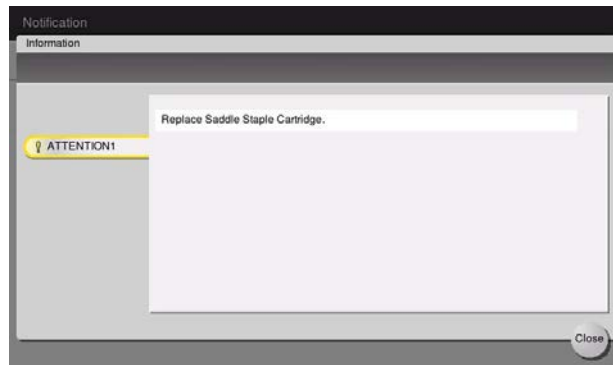 Notification
Information
Replace Saddle Staple Cartridge.
ATTENTION1
Close